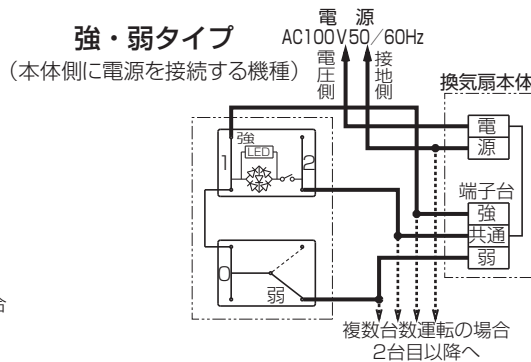 強・弱タイプ
（本体側に電源を接続する機種）
電 源
AC100V50／60Hz
電圧側
接地側
換気扇本体
電
源
端子台
強
共通
弱
強
LED
1
2
0
弱
合
複数台数運転の場合
2台目以降へ